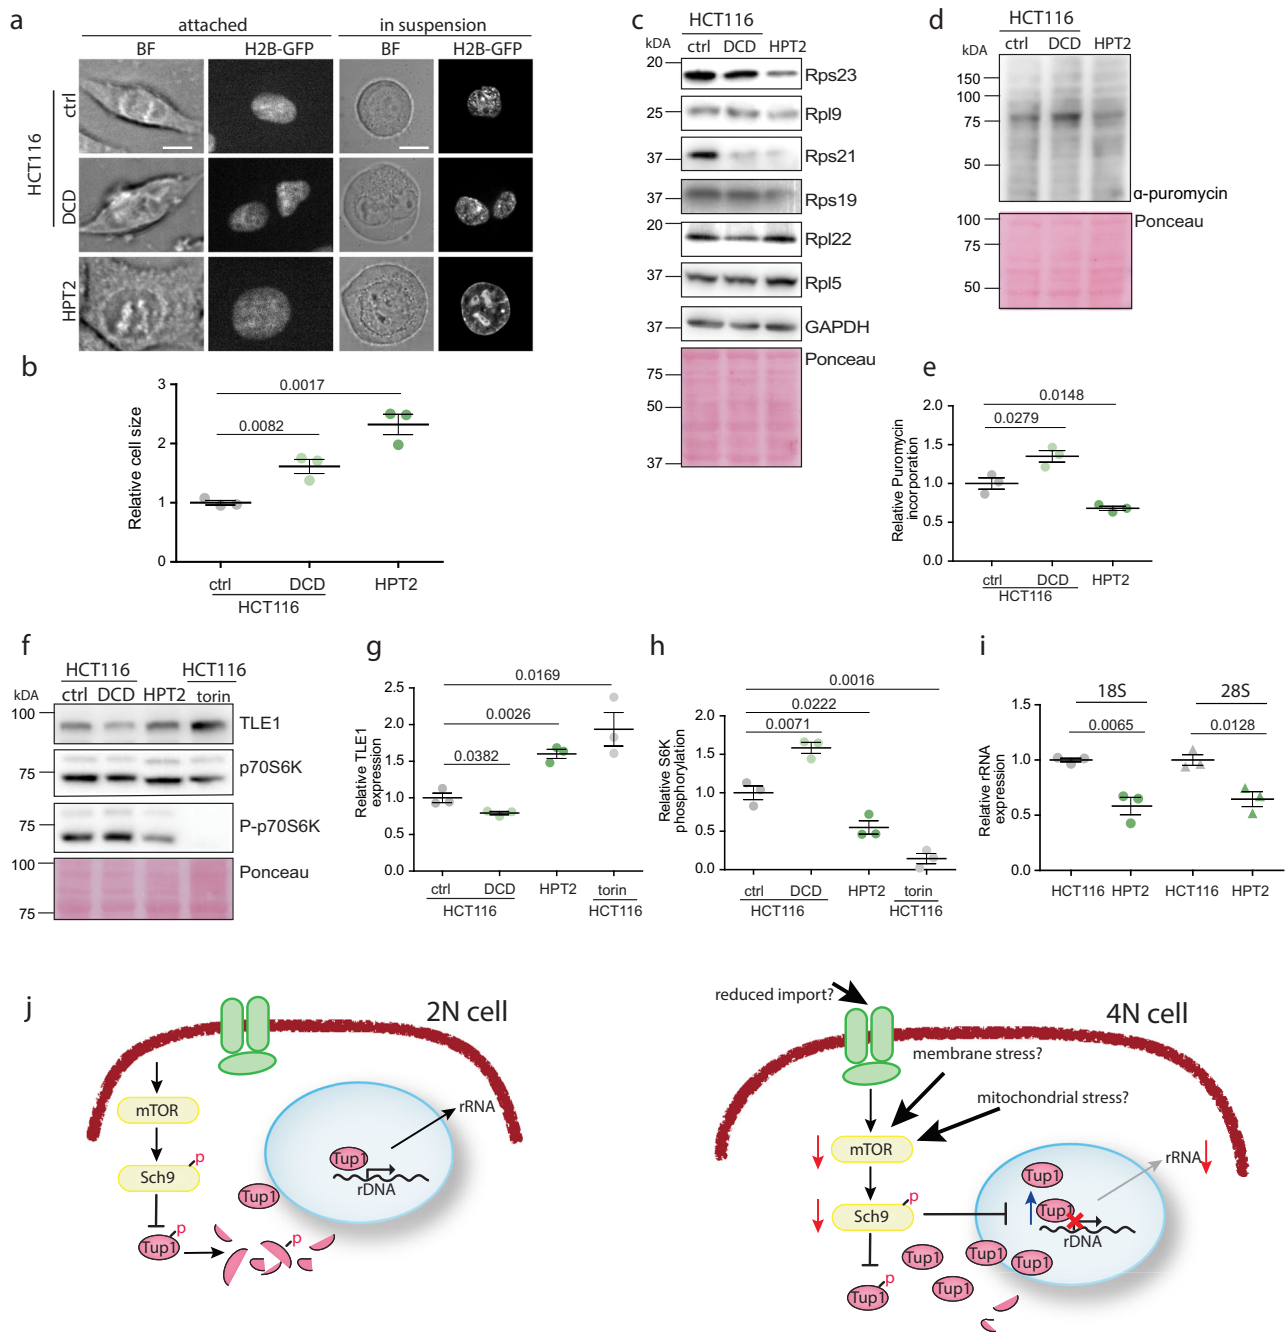 a
attached
in suspension
BF
H2B-GFP
BF
H2B-GFP
HCT116
ctrl
DCD
HPT2
b
Relative cell size
3
2
1
0
0.0017
0.0082
ctrl
DCD
HPT2
HCT116
c
HCT116
kDA
ctrl
DCD
HPT2
20
Rps23
25
Rpl9
37
Rps21
37
Rps19
20
Rpl22
37
Rpl5
37
GAPDH
Ponceau
75
50
37
d
HCT116
kDA
ctrl
DCD
HPT2
150
100
75
50
α-puromycin
100
Ponceau
75
50
e
Relative Puromycin
incorporation
2.0
1.5
1.0
0.5
0.0
0.0148
0.0279
ctrl
DCD
HPT2
HCT116
f
HCT116
HCT116
kDA
ctrl
DCD
HPT2
torin
100
TLE1
75
p70S6K
75
P-p70S6K
100
Ponceau
75
g
Relative TLE1
expression
2.5
2.0
1.5
1.0
0.5
0.0
0.0169
0.0026
0.0382
ctrl
DCD
HPT2
torin
HCT116
HCT116
h
Relative S6K
phosphorylation
2.0
1.5
1.0
0.5
0.0
0.0016
0.0222
0.0071
ctrl
DCD
HPT2
torin
HCT116
HCT116
i
Relative rRNA
expression
1.5
1.0
0.5
0.0
18S
28S
0.0065
0.0128
HCT116
HPT2
HCT116
HPT2
j
2N cell
mTOR
p
Sch9
p
Tup1
p
Tup1
Tup1
rDNA
rRNA
4N cell
reduced import?
membrane stress?
mitochondrial stress?
mTOR
p
Sch9
p
Tup1
Tup1
Tup1
Tup1
Tup1
Tup1
Tup1
rDNA
rRNA